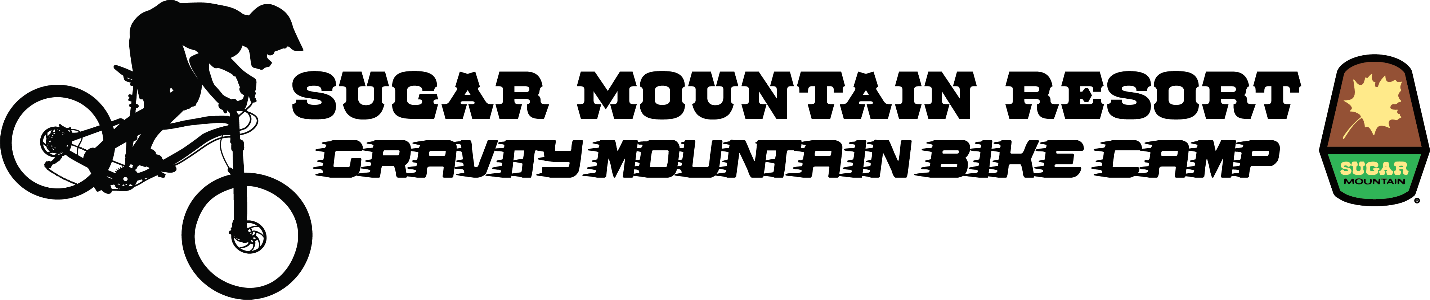 SUGAR MOUNTAIN RESORT
GRAVITY MOUNTAIN BIKE CAMP
SUGAR
MOUNTAIN